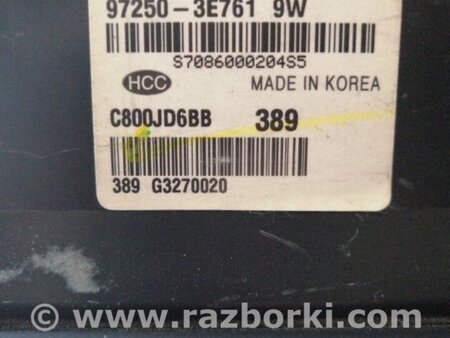 97250-3E761 9W
S7086000204S5
HCC MADE IN KOREA
C800JD6BB 389
389 G3270020
© www.razborki.com